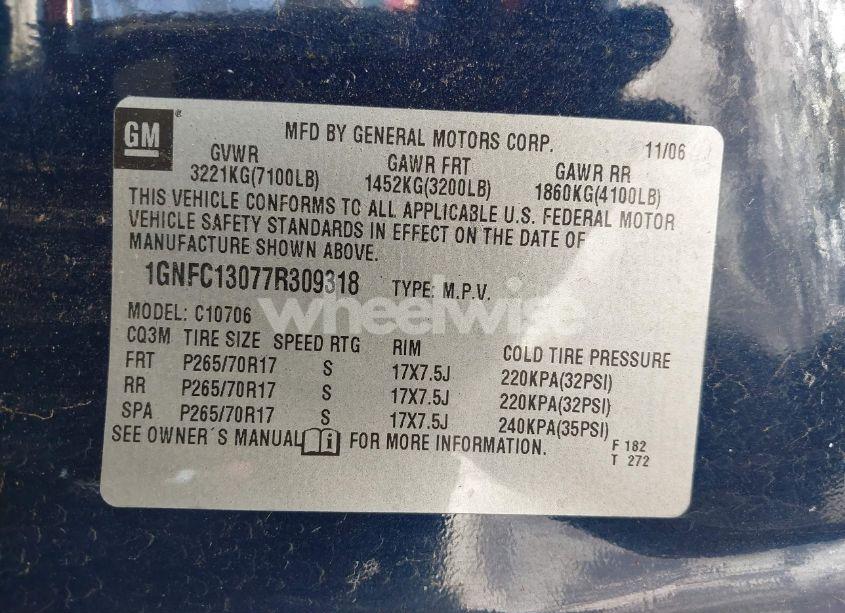 GM ® MFD BY GENERAL MOTORS CORP. 11/06
GVWR GAWR FRT GAWR RR
3221KG(7100LB) 1452KG(3200LB) 1860KG(4100LB)
THIS VEHICLE CONFORMS TO ALL APPLICABLE U.S. FEDERAL MOTOR
VEHICLE SAFETY STANDARDS IN EFFECT ON THE DATE OF
MANUFACTURE SHOWN ABOVE.
1GNFC13077R309318 TYPE: M.P.V.
wheelwise
MODEL: C10706
CQ3M TIRE SIZE SPEED RTG RIM COLD TIRE PRESSURE
FRT P265/70R17 S 17X7.5J 220KPA(32PSI)
RR P265/70R17 S 17X7.5J 220KPA(32PSI)
SPA P265/70R17 S 17X7.5J 240KPA(35PSI)
SEE OWNER´S MANUAL i FOR MORE INFORMATION. F 182
T 272